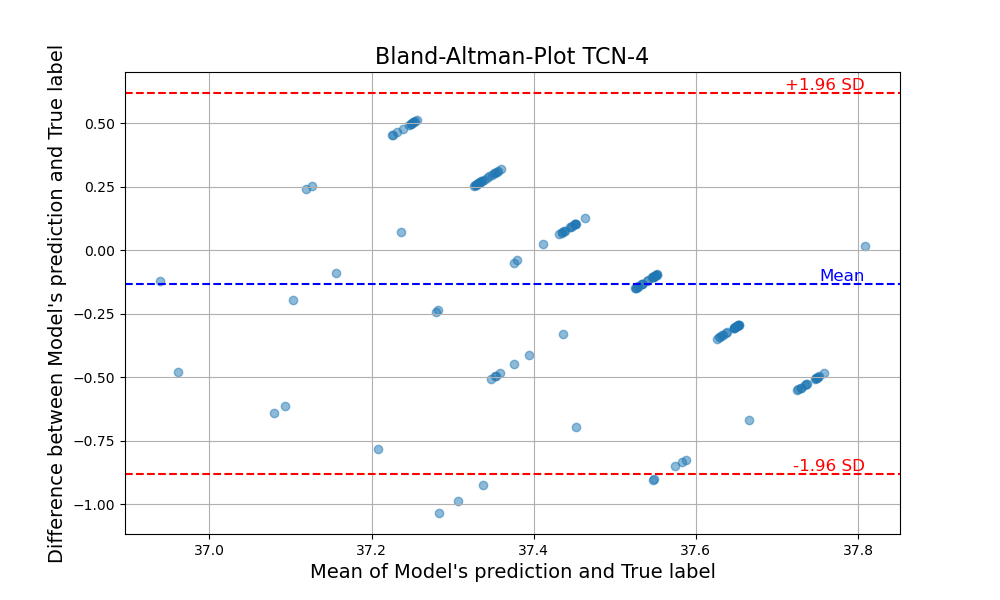 Bland-Altman-Plot TCN-4
Difference between Model's prediction and True label
0.50
0.25
0.00
−0.25
−0.50
−0.75
−1.00
+1.96 SD
Mean
-1.96 SD
37.0
37.2
37.4
37.6
37.8
Mean of Model's prediction and True label